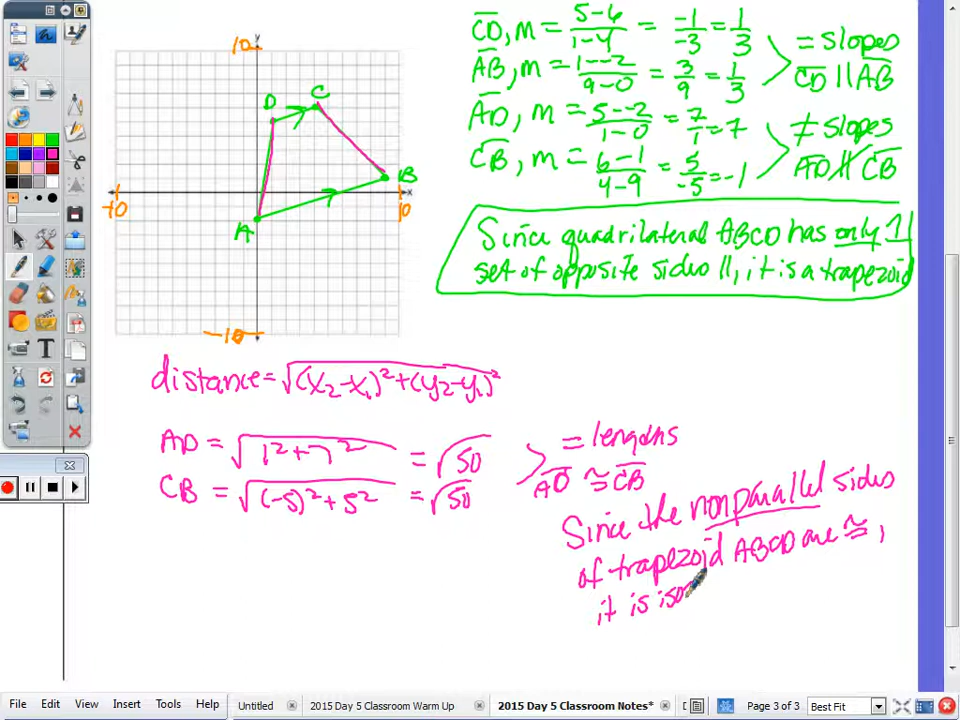 10
D
C
B
A
-10
10
-10
CD, m = 5-6/1-4 = -1/-3 = 1/3
AB, m = 1--2/9-0 = 3/9 = 1/3
= slopes
CD || AB
AD, m = 5--2/1-0 = 7/1 = 7
CB, m = 6-1/4-9 = 5/-5 = -1
≠ slopes
AD ∦ CB
Since quadrilateral ABCD has only 1
set of opposite sides ||, it is a trapezoid
distance = √(x₂-x₁)²+(y₂-y₁)²
AD = √1²+7² = √50
CB = √(-5)²+5² = √50
= lengths
AD ≅ CB
Since the nonparallel sides
of trapezoid ABCD are ≅,
it is iso
File Edit View Insert Tools Help Untitled 2015 Day 5 Classroom Warm Up 2015 Day 5 Classroom Notes* Page 3 of 3 Best Fit